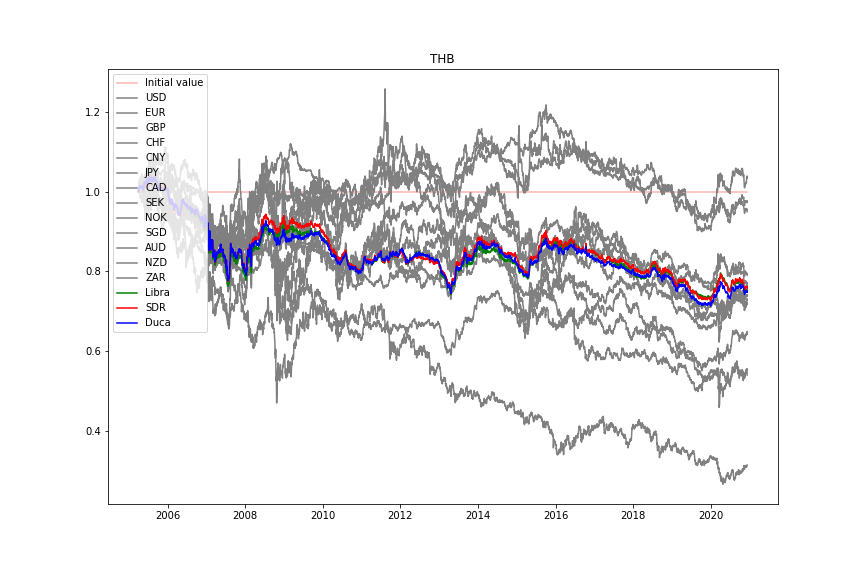 THB
Initial value
USD
EUR
GBP
CHF
CNY
JPY
CAD
SEK
NOK
SGD
AUD
NZD
ZAR
Libra
SDR
Duca
1.2
1.0
0.8
0.6
0.4
2006 2008 2010 2012 2014 2016 2018 2020